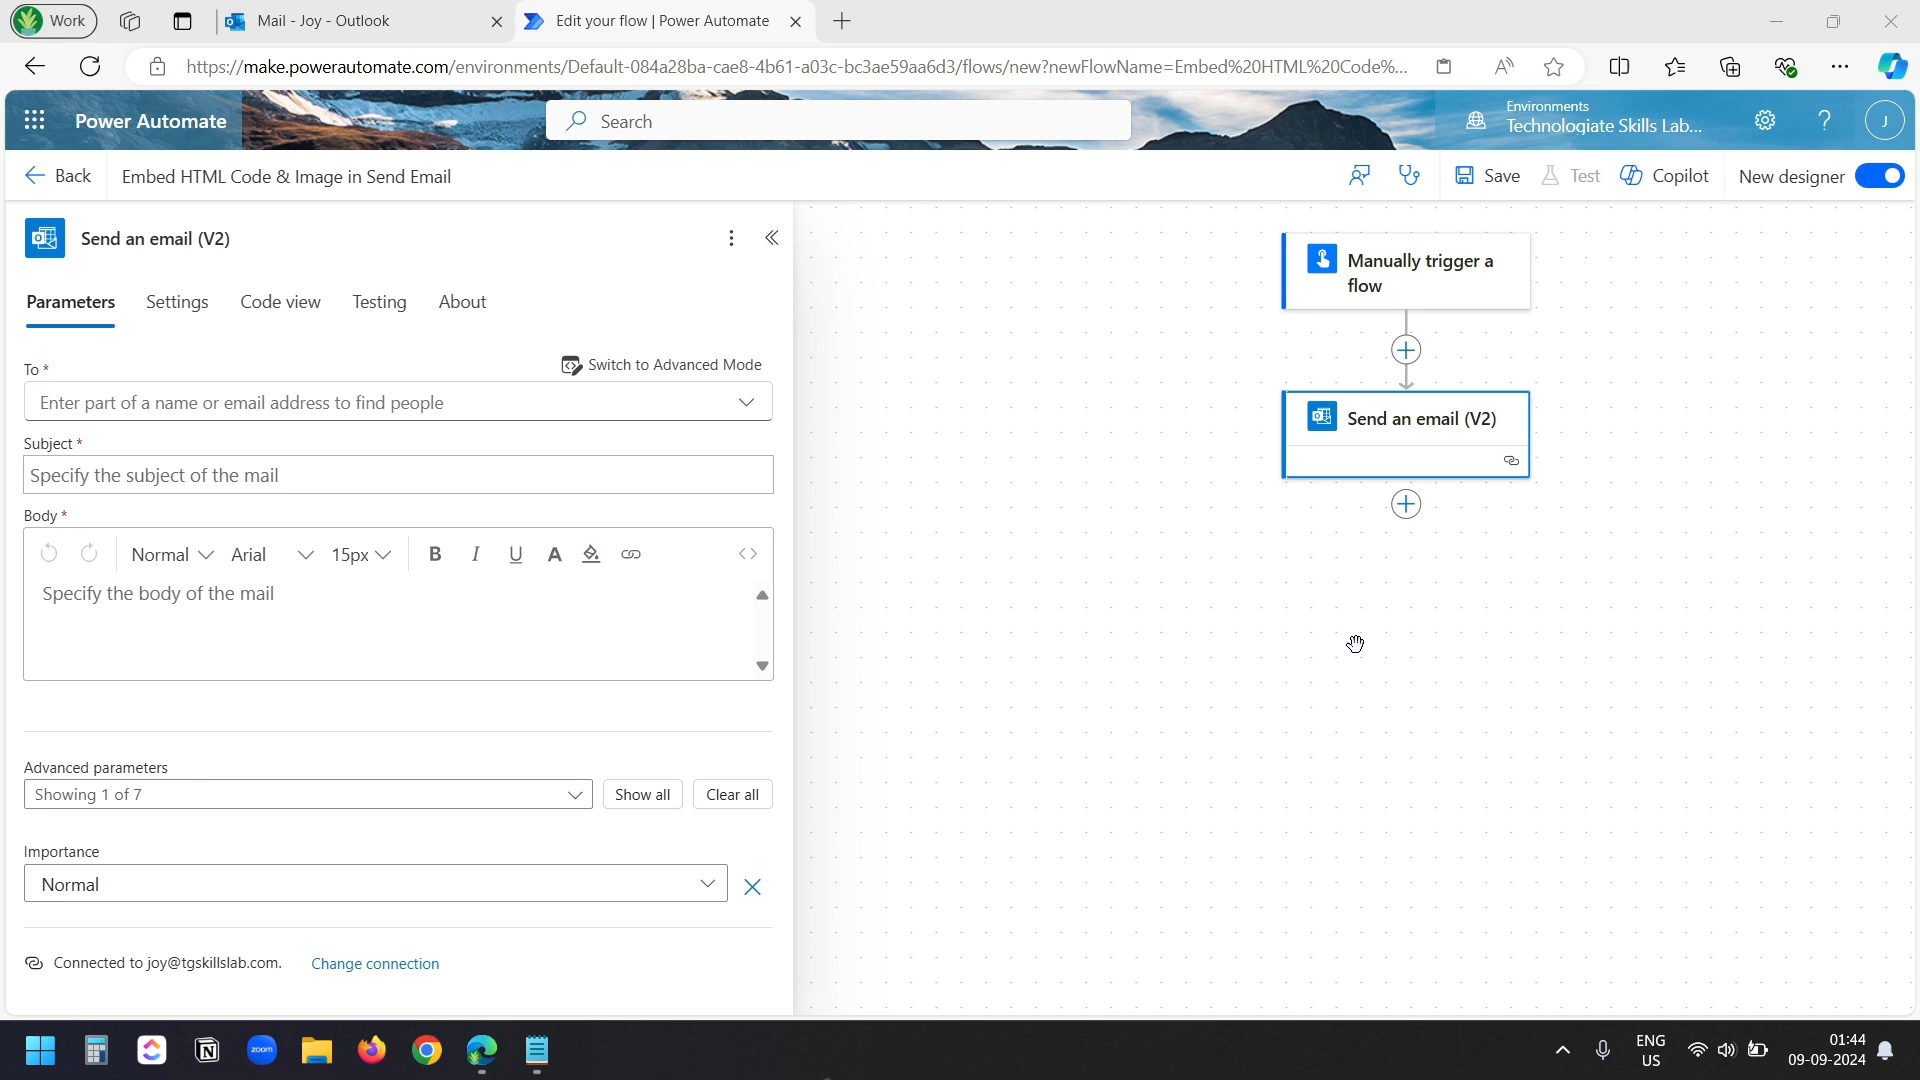 Work
Mail - Joy - Outlook
Edit your flow | Power Automate
https://make.powerautomate.com/environments/Default-084a28ba-cae8-4b61-a03c-bc3ae59aa6d3/flows/new?newFlowName=Embed%20HTML%20Code%...
Power Automate
Search
Environments
Technologiate Skills Lab...
J
Back
Embed HTML Code & Image in Send Email
Save
Test
Copilot
New designer
Send an email (V2)
Parameters
Settings
Code view
Testing
About
To *
Switch to Advanced Mode
Enter part of a name or email address to find people
Subject *
Specify the subject of the mail
Body *
Normal
Arial
15px
B
I
U
A
Specify the body of the mail
Advanced parameters
Showing 1 of 7
Show all
Clear all
Importance
Normal
Connected to joy@tgskillslab.com.
Change connection
Manually trigger a
flow
Send an email (V2)
zoom
ENG
US
01:44
09-09-2024